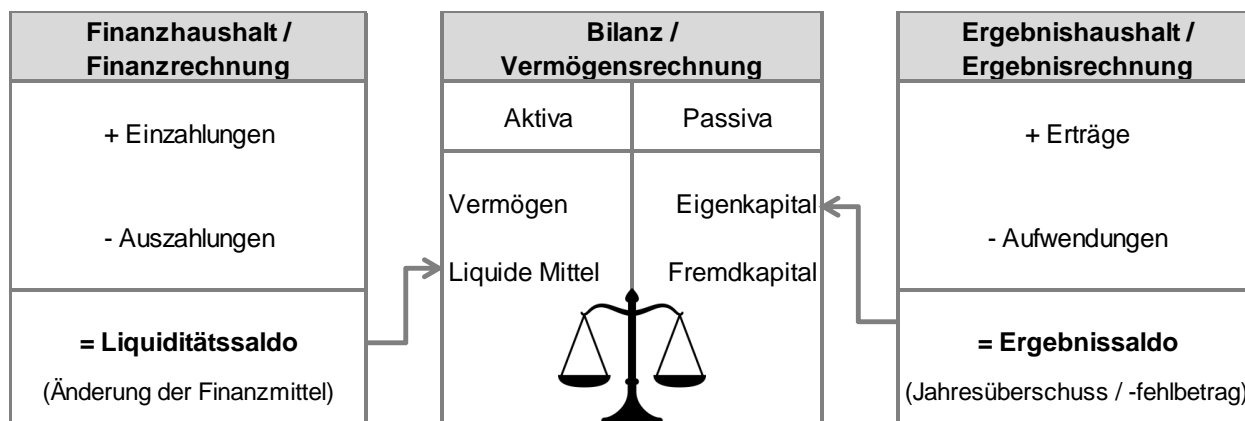 Finanzhaushalt /
Finanzrechnung
+ Einzahlungen
- Auszahlungen
= Liquiditätssaldo
(Änderung der Finanzmittel)
Bilanz /
Vermögensrechnung
Aktiva
Passiva
Vermögen
Eigenkapital
Liquide Mittel
Fremdkapital
Ergebnishaushalt /
Ergebnisrechnung
+ Erträge
- Aufwendungen
= Ergebnissaldo
(Jahresüberschuss / -fehlbetrag)